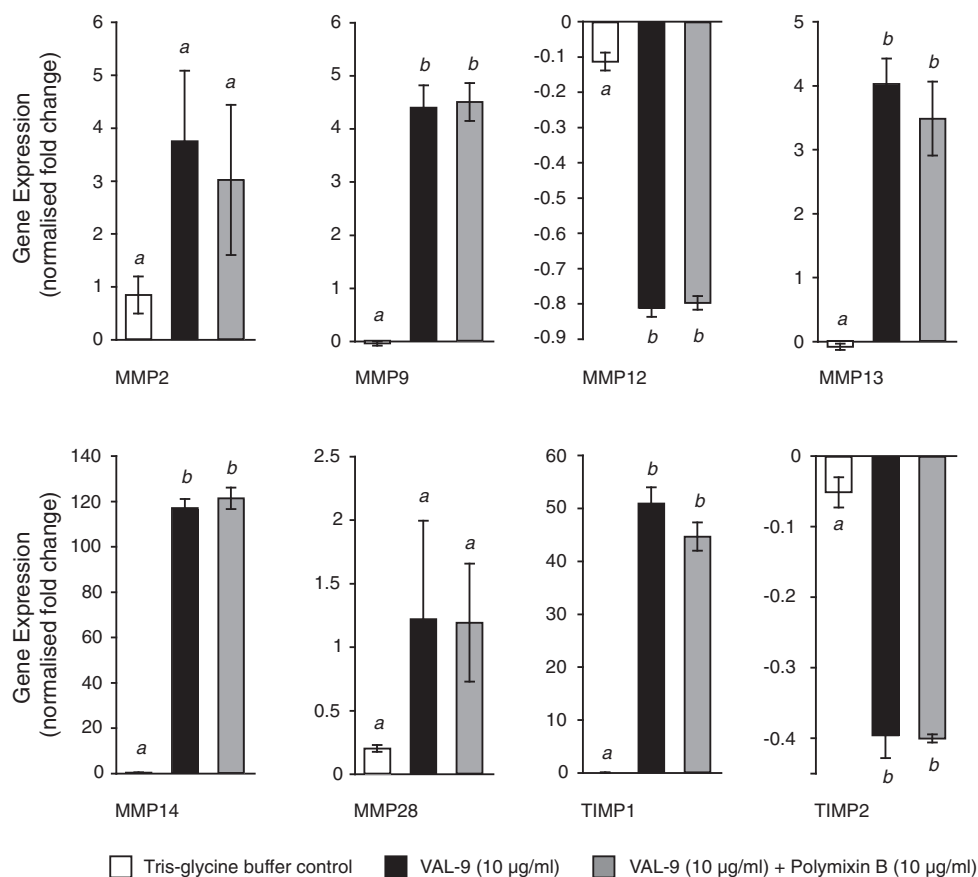 Gene Expression
(normalised fold change)
6
5
4
3
2
1
0
a
a
a
MMP2
6
5
4
3
2
1
0
a
b
b
MMP9
0
-0.1
-0.2
-0.3
-0.4
-0.5
-0.6
-0.7
-0.8
-0.9
a
b
b
MMP12
5
4
3
2
1
0
a
b
b
MMP13
Gene Expression
(normalised fold change)
140
120
100
80
60
40
20
0
a
b
b
MMP14
2.5
2
1.5
1
0.5
0
a
a
a
MMP28
60
50
40
30
20
10
0
a
b
b
TIMP1
0
-0.1
-0.2
-0.3
-0.4
a
b
b
TIMP2
Tris-glycine buffer control VAL-9 (10 µg/ml) VAL-9 (10 µg/ml) + Polymixin B (10 µg/ml)